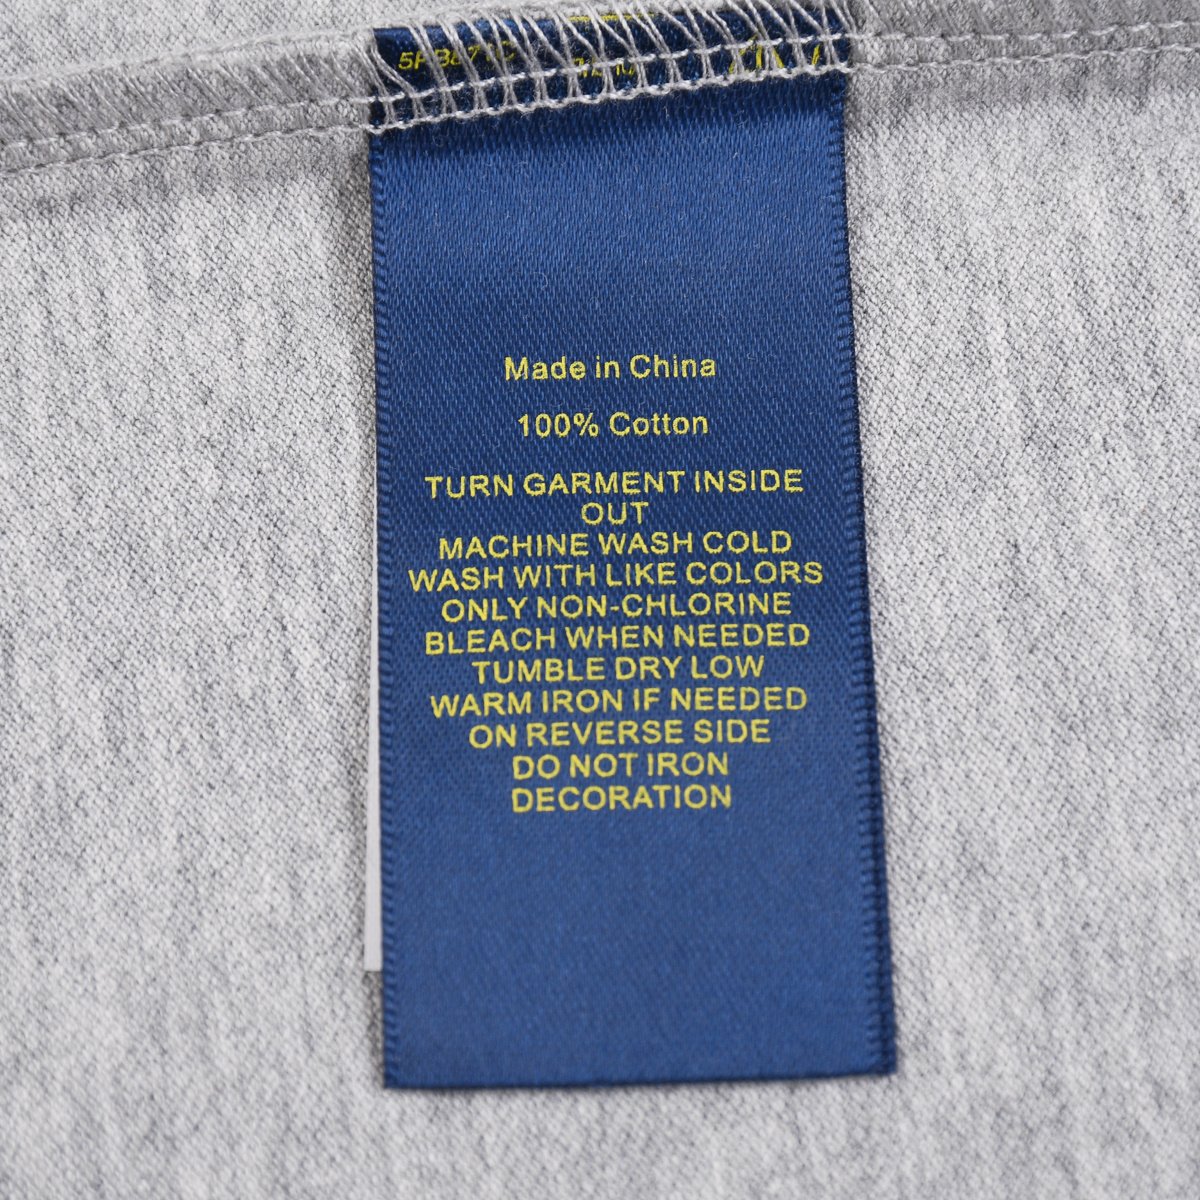 Made in China
100% Cotton
TURN GARMENT INSIDE
OUT
MACHINE WASH COLD
WASH WITH LIKE COLORS
ONLY NON-CHLORINE
BLEACH WHEN NEEDED
TUMBLE DRY LOW
WARM IRON IF NEEDED
ON REVERSE SIDE
DO NOT IRON
DECORATION